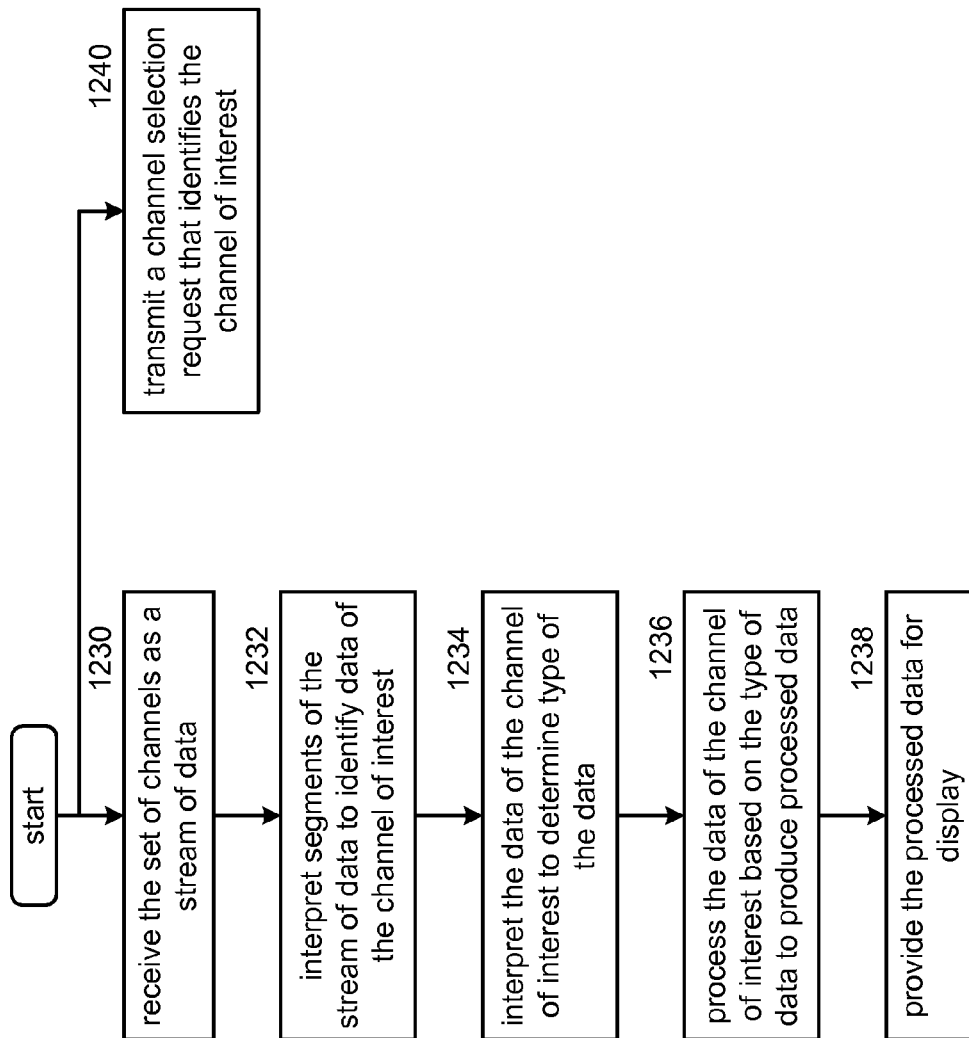 start
1230
receive the set of channels as a
stream of data
1232
interpret segments of the
stream of data to identify data of
the channel of interest
1234
interpret the data of the channel
of interest to determine type of
the data
1236
process the data of the channel
of interest based on the type of
data to produce processed data
1238
provide the processed data for
display
1240
transmit a channel selection
request that identifies the
channel of interest